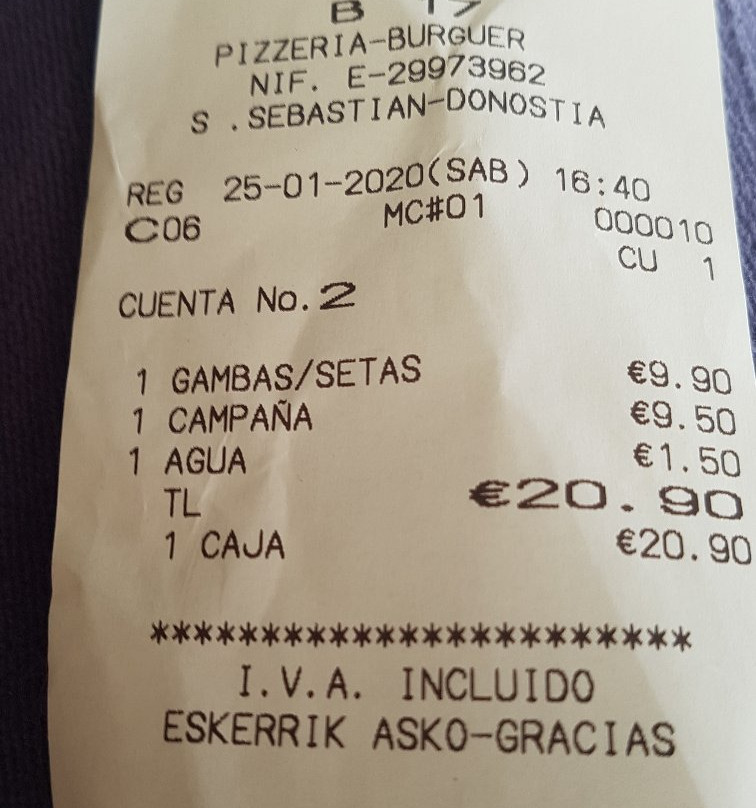 PIZZERIA-BURGUER
NIF. E-29973962
S .SEBASTIAN-DONOSTIA
REG 25-01-2020(SAB) 16:40
C06 MC#01 000010
CU 1
CUENTA No.2
1 GAMBAS/SETAS €9.90
1 CAMPAÑA €9.50
1 AGUA €1.50
TL €20.90
1 CAJA €20.90
************************
I.V.A. INCLUIDO
ESKERRIK ASKO-GRACIAS